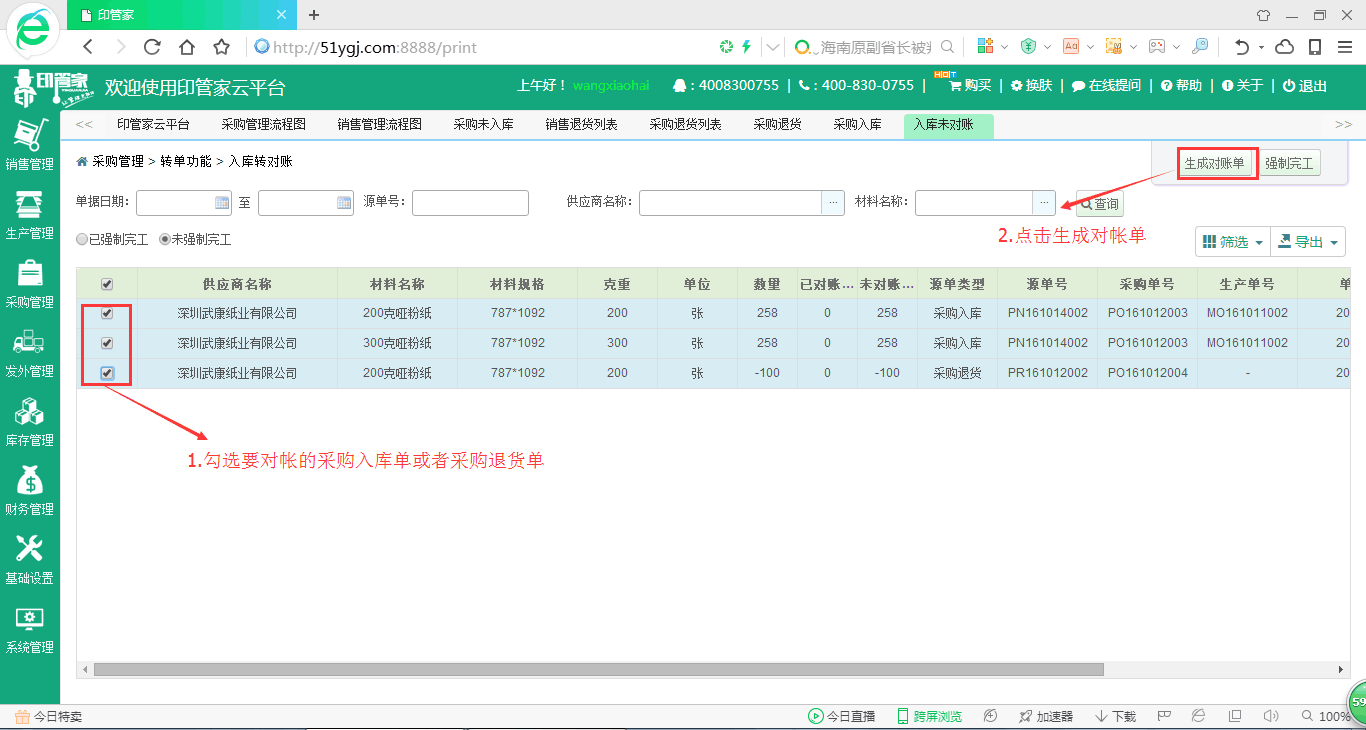 印管家
http://51ygj.com:8888/print
海南原副省长被
印管家 欢迎使用印管家云平台 上午好！ wangxiaohai : 4008300755 | : 400-830-0755 | HOT 购买 | 换肤 | 在线提问 | 帮助 | 关于 | 退出
<< 印管家云平台 采购管理流程图 销售管理流程图 采购未入库 销售退货列表 采购退货列表 采购退货 采购入库 入库未对账 >>
销售管理
生产管理
采购管理
发外管理
库存管理
财务管理
基础设置
系统管理
采购管理 > 转单功能 > 入库转对账
生成对账单 强制完工
单据日期: 至 源单号: 供应商名称: ... 材料名称: ... 查询
2.点击生成对帐单
已强制完工 未强制完工
筛选 导出
供应商名称 材料名称 材料规格 克重 单位 数量 已对账... 未对账... 源单类型 源单号 采购单号 生产单号 单
深圳武康纸业有限公司 200克哑粉纸 787*1092 200 张 258 0 258 采购入库 PN161014002 PO161012003 MO161011002 20
深圳武康纸业有限公司 300克哑粉纸 787*1092 300 张 258 0 258 采购入库 PN161014002 PO161012003 MO161011002 20
深圳武康纸业有限公司 200克哑粉纸 787*1092 200 张 -100 0 -100 采购退货 PR161012002 PO161012004 - 20
1.勾选要对帐的采购入库单或者采购退货单
59
今日特卖 今日直播 跨屏浏览 加速器 下载 100%